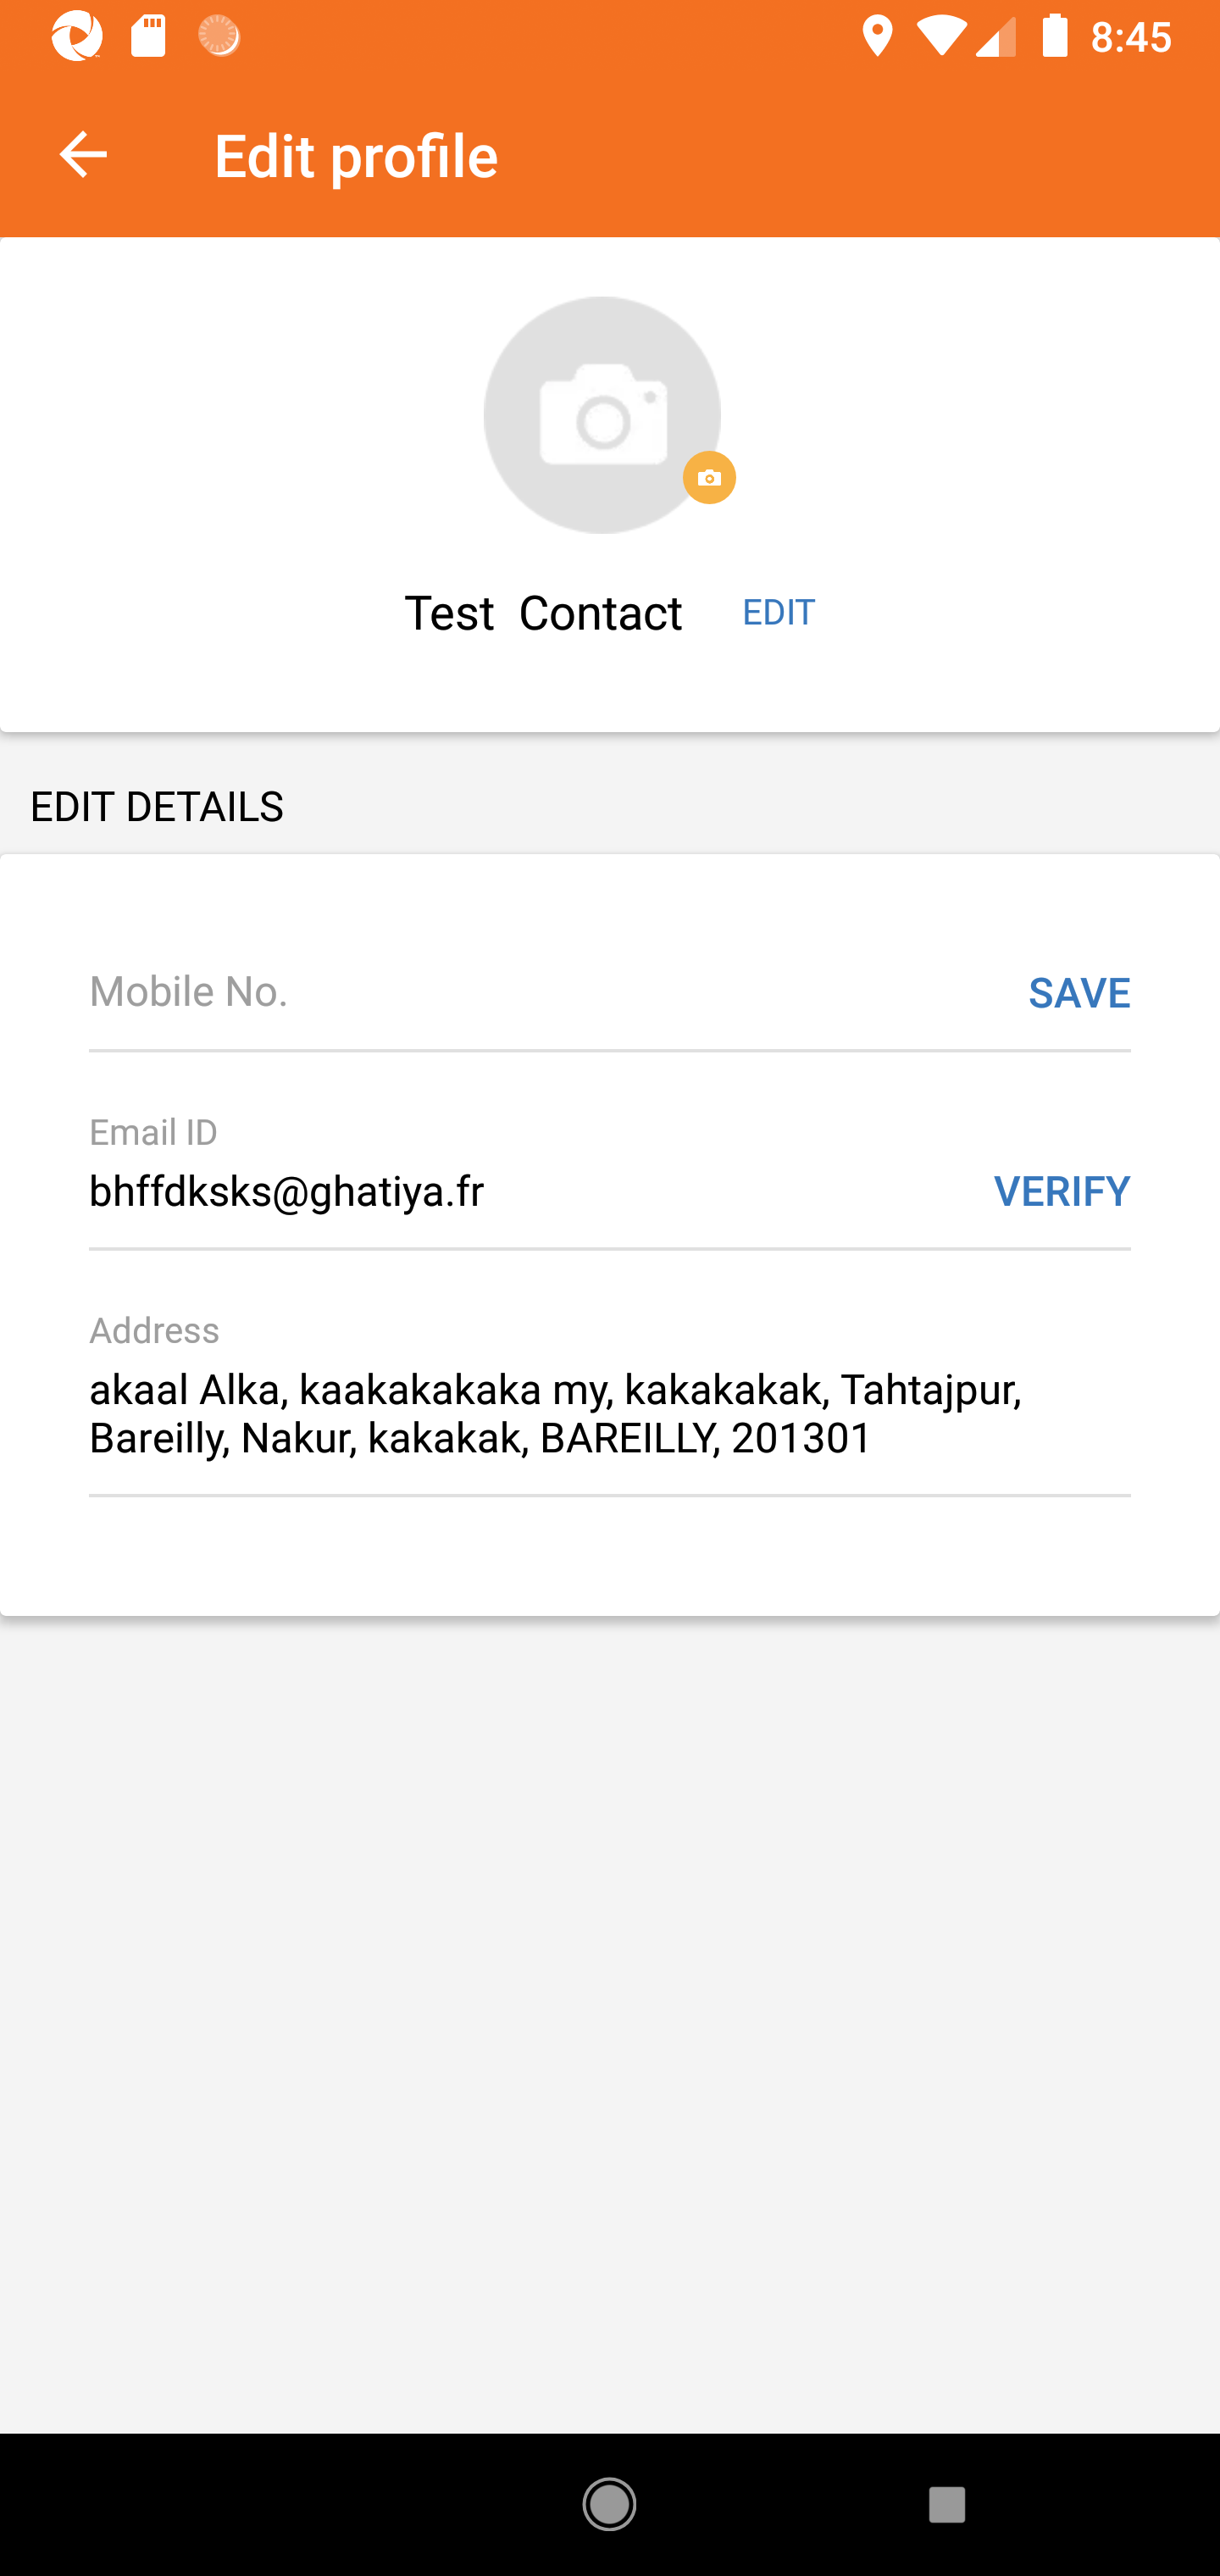 8:45
Edit profile
Test Contact EDIT
EDIT DETAILS
Mobile No. SAVE
Email ID
bhffdksks@ghatiya.fr VERIFY
Address
akaal Alka, kaakakakaka my, kakakakak, Tahtajpur,
Bareilly, Nakur, kakakak, BAREILLY, 201301